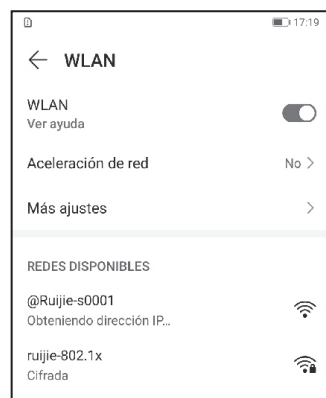 17:19
WLAN
WLAN
Ver ayuda
Aceleración de red No
Más ajustes
REDES DISPONIBLES
@Ruijie-s0001
Obteniendo dirección IP...
ruijie-802.1x
Cifrada